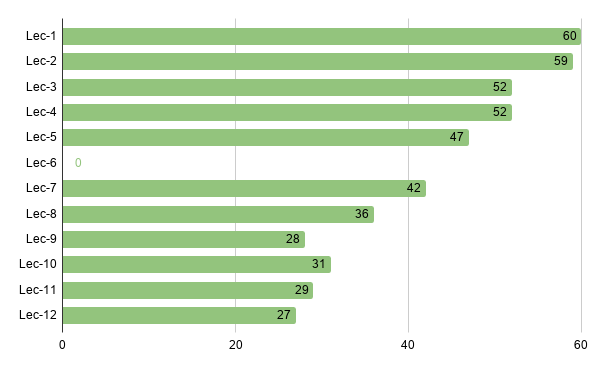 Lec-1 60
Lec-2 59
Lec-3 52
Lec-4 52
Lec-5 47
Lec-6 0
Lec-7 42
Lec-8 36
Lec-9 28
Lec-10 31
Lec-11 29
Lec-12 27
0 20 40 60